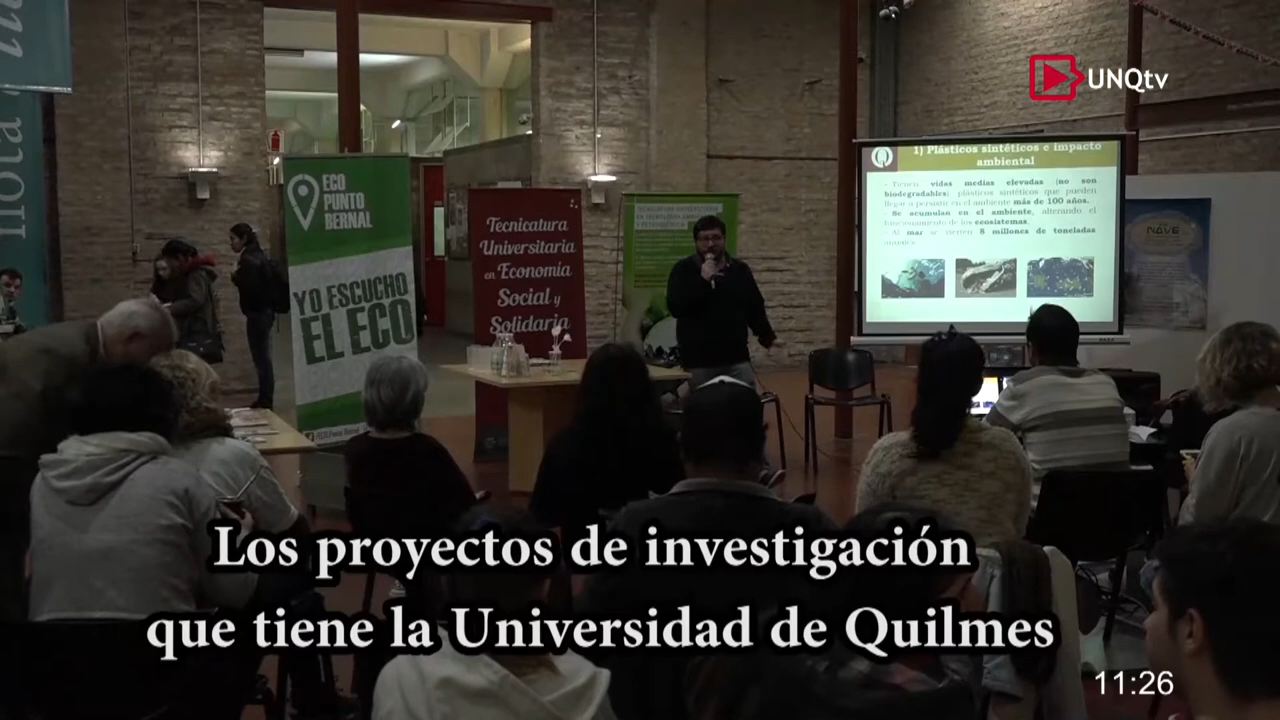 UNQtv
ECO
PUNTO
BERNAL
YO ESCUCHO
EL ECO
Tecnicatura
Universitaria
en Economía
Social y
Solidaria
TECNICATURA UNIVERSITARIA
1) Plásticos sintéticos e impacto
ambiental
- Tienen vidas medias elevadas (no son
biodegradables) plásticos sintéticos que pueden
llegar a persistir en el ambiente más de 100 años.
- Se acumulan en el ambiente, alterando el
funcionamiento de los ecosistemas.
- Al mar se vierten 8 millones de toneladas
anuales.
NAVE
Los proyectos de investigación
que tiene la Universidad de Quilmes
11:26